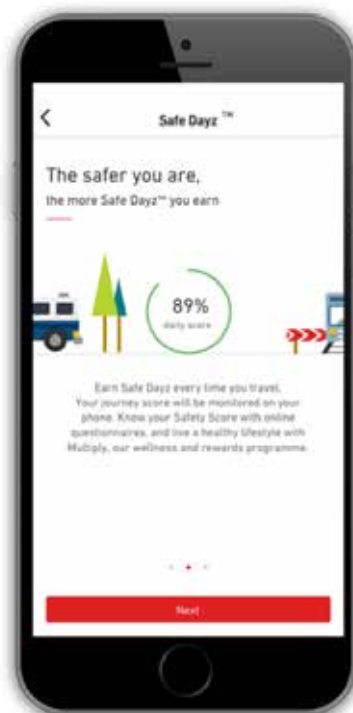 Safe Dayz ™
The safer you are,
the more Safe Dayz™ you earn
89%
daily score
Earn Safe Dayz every time you travel.
Your journey score will be monitored on your
phone. Know your Safety Score with online
questionnaires, and live a healthy lifestyle with
Multiply, our wellness and rewards programme.
Next